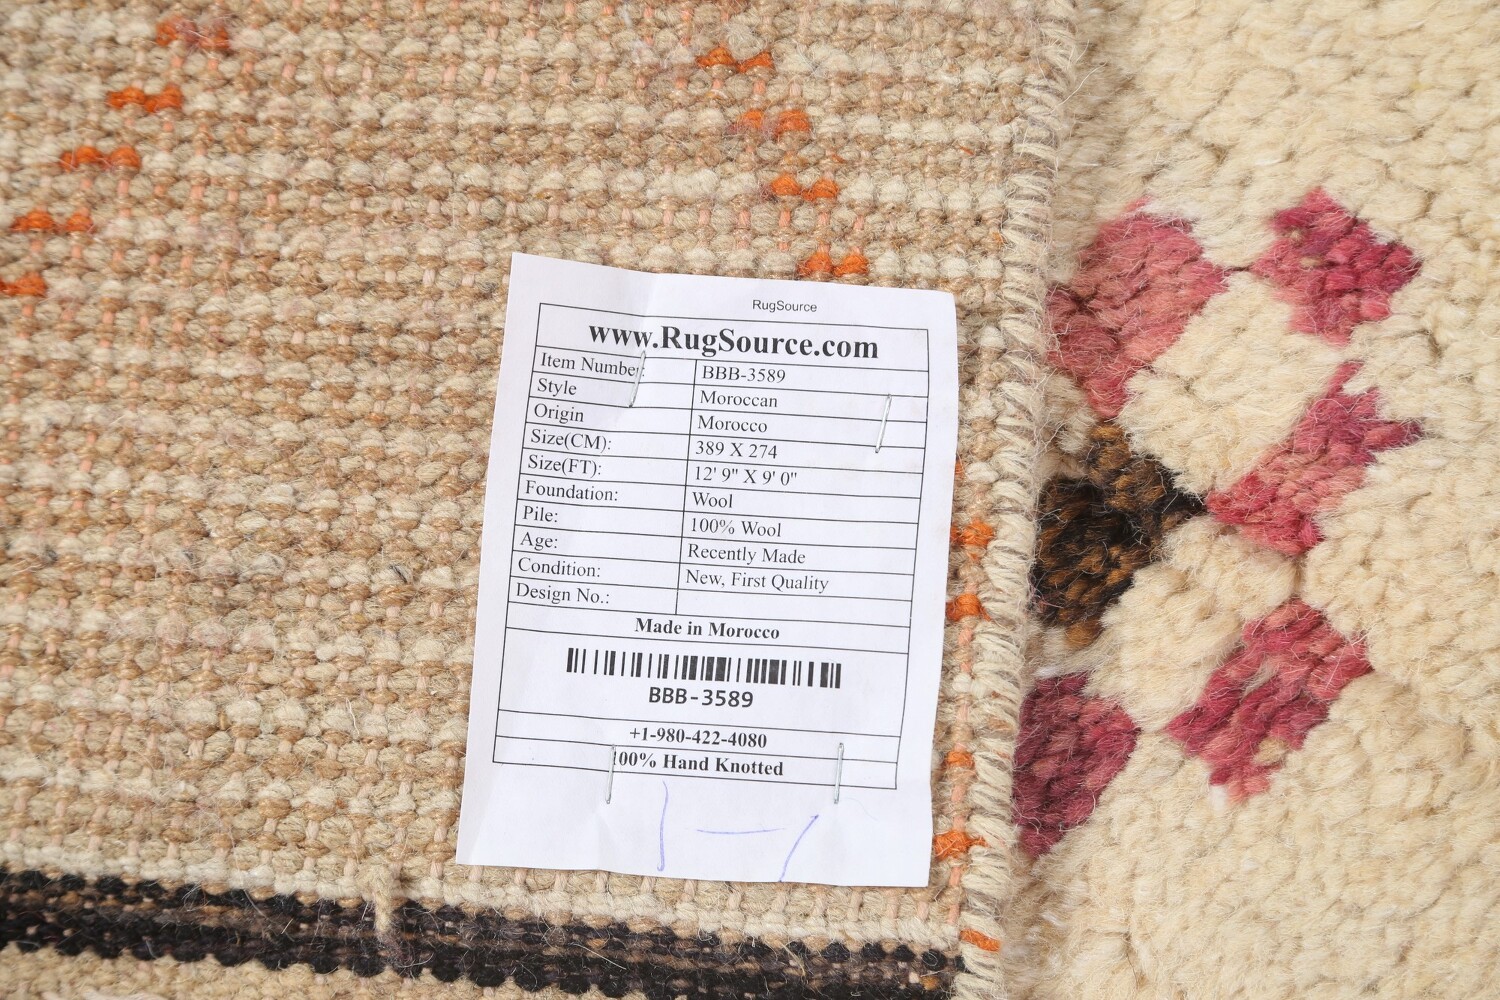 RugSource
www.RugSource.com
Item Number: BBB-3589
Style Moroccan
Origin Morocco
Size(CM): 389 X 274
Size(FT): 12' 9" X 9' 0"
Foundation: Wool
Pile: 100% Wool
Age: Recently Made
Condition: New, First Quality
Design No.:
Made in Morocco
BBB-3589
+1-980-422-4080
100% Hand Knotted
1-1